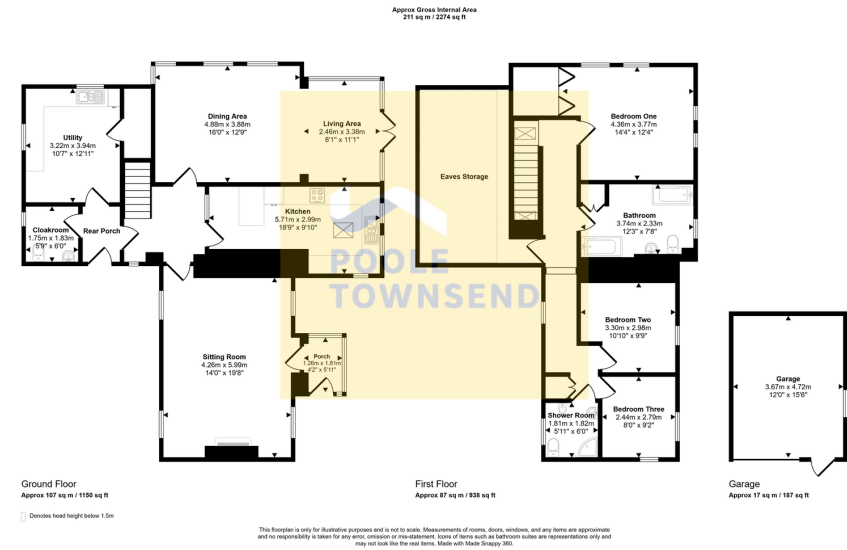 Approx Gross Internal Area
211 sq m / 2274 sq ft
Utility
3.22m x 3.94m
10'7" x 12'11"
Dining Area
4.88m x 3.88m
16'0" x 12'9"
Living Area
2.46m x 3.38m
8'1" x 11'1"
Cloakroom
1.75m x 1.83m
5'9" x 6'0"
Rear Porch
Kitchen
5.71m x 2.99m
18'9" x 9'10"
Sitting Room
4.26m x 5.99m
14'0" x 19'8"
Porch
1.26m x 1.81m
4'2" x 5'11"
Eaves Storage
Bedroom One
4.36m x 3.77m
14'4" x 12'4"
Bathroom
3.74m x 2.33m
12'3" x 7'8"
Bedroom Two
3.30m x 2.98m
10'10" x 9'9"
Shower Room
1.81m x 1.82m
5'11" x 6'0"
Bedroom Three
2.44m x 2.79m
8'0" x 9'2"
Garage
3.67m x 4.72m
12'0" x 15'6"
POOLE
TOWNSEND
Ground Floor
Approx 107 sq m / 1150 sq ft
First Floor
Approx 87 sq m / 938 sq ft
Garage
Approx 17 sq m / 187 sq ft
Denotes head height below 1.5m
This floorplan is only for illustrative purposes and is not to scale. Measurements of rooms, doors, windows, and any items are approximate
and no responsibility is taken for any error, omission or mis-statement. Icons of items such as bathroom suites are representations only and
may not look like the real items. Made with Made Snappy 360.